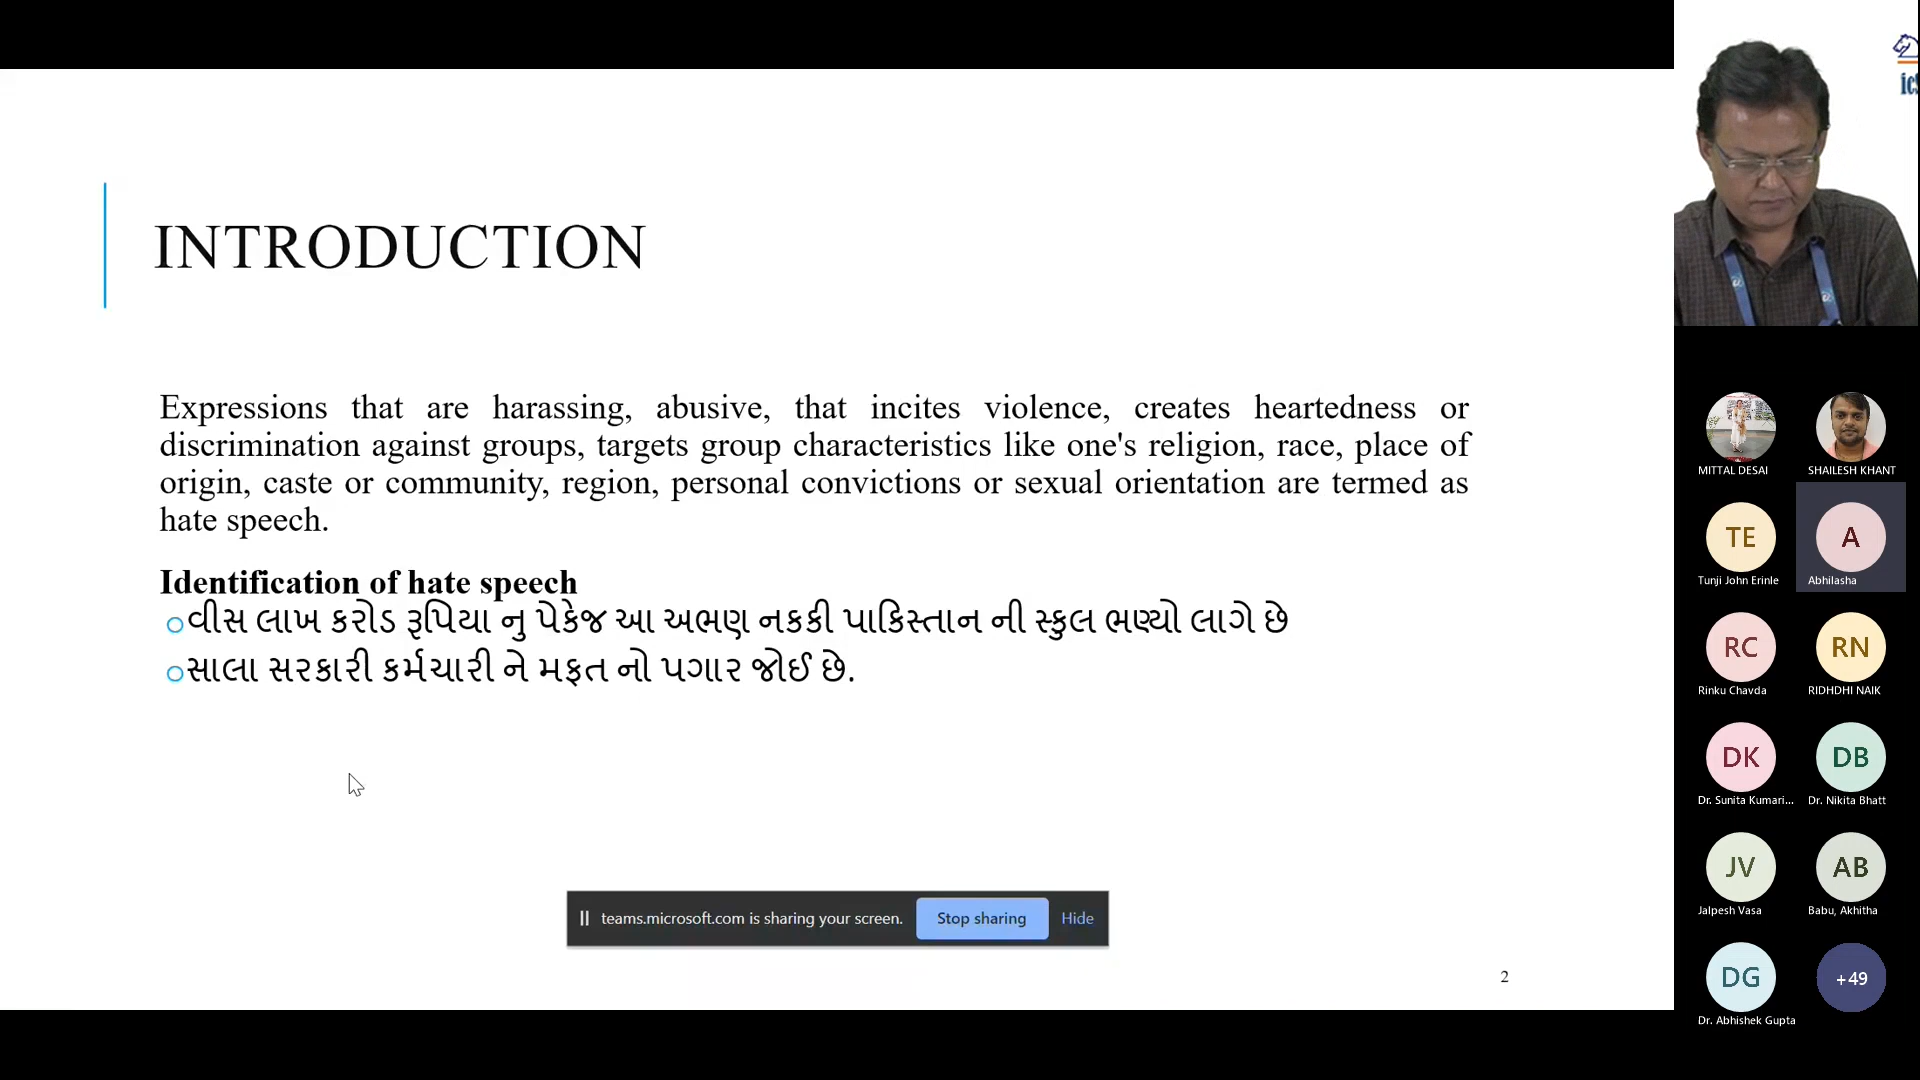 INTRODUCTION
Expressions that are harassing, abusive, that incites violence, creates heartedness or
discrimination against groups, targets group characteristics like one's religion, race, place of
origin, caste or community, region, personal convictions or sexual orientation are termed as
hate speech.
Identification of hate speech
વીસ લાખ કરોડ રૂપિયા નુ પેકેજ આ અભણ નકકી પાકિસ્તાન ની સ્કુલ ભણ્યો લાગે છે
સાલા સરકારી કર્મચારી ને મફત નો પગાર જોઈ છે.
teams.microsoft.com is sharing your screen. Stop sharing Hide
2
MITTAL DESAI SHAILESH KHANT
TE A
Tunji John Erinle Abhilasha
RC RN
Rinku Chavda RIDHDHI NAIK
DK DB
Dr. Sunita Kumari... Dr. Nikita Bhatt
JV AB
Jalpesh Vasa Babu, Akhitha
DG +49
Dr. Abhishek Gupta